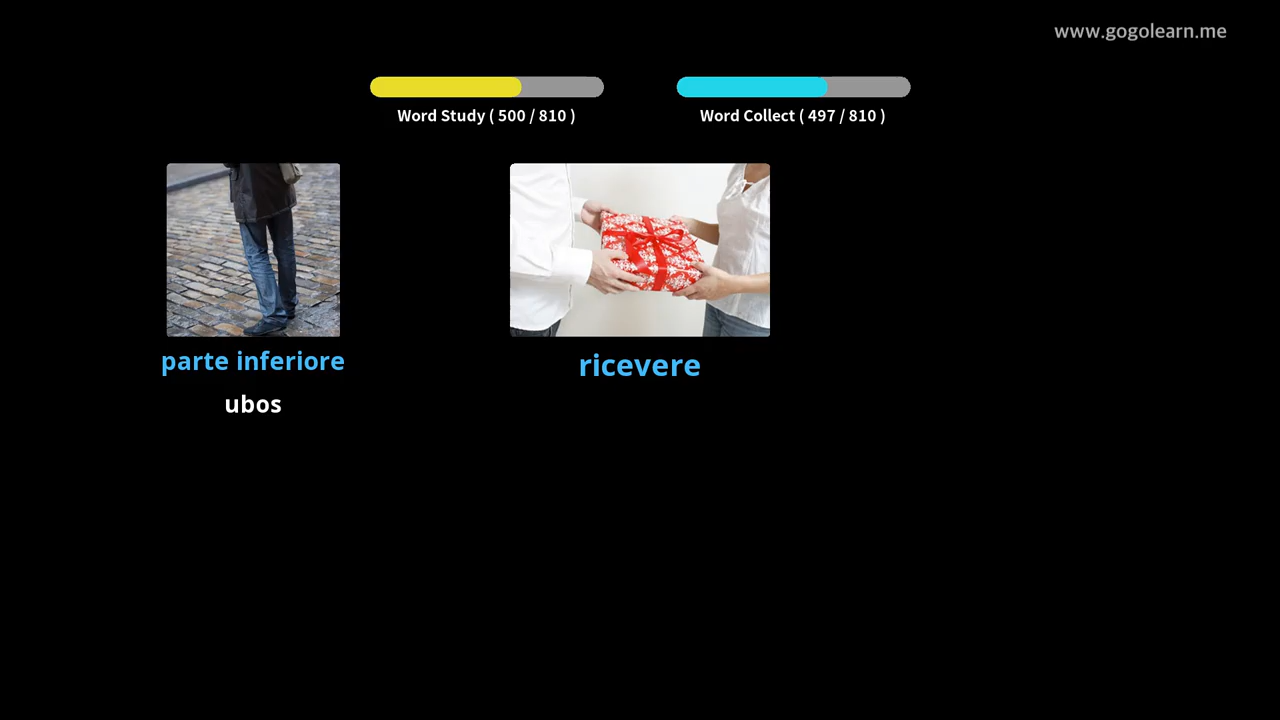 www.gogolearn.me
Word Study ( 500 / 810 )
Word Collect ( 497 / 810 )
parte inferiore
ubos
ricevere